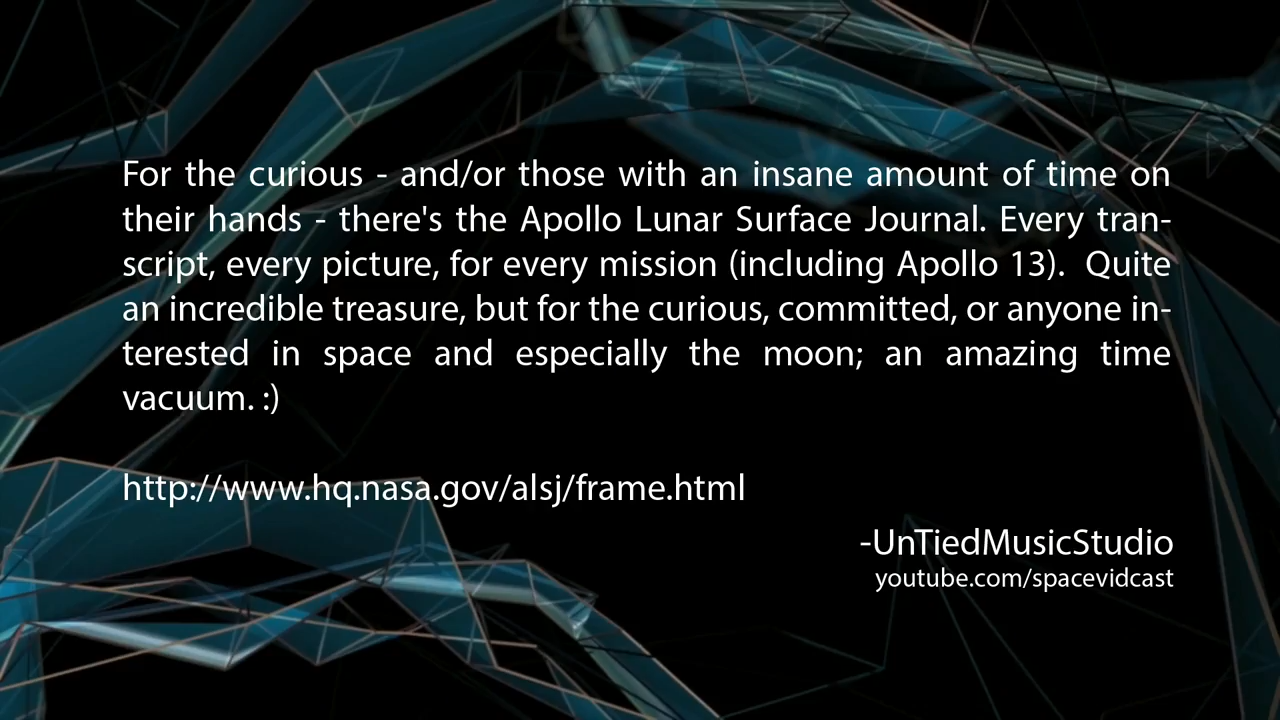 For the curious - and/or those with an insane amount of time on
their hands - there's the Apollo Lunar Surface Journal. Every tran-
script, every picture, for every mission (including Apollo 13).  Quite
an incredible treasure, but for the curious, committed, or anyone in-
terested in space and especially the moon; an amazing time
vacuum. :)
http://www.hq.nasa.gov/alsj/frame.html
-UnTiedMusicStudio
youtube.com/spacevidcast